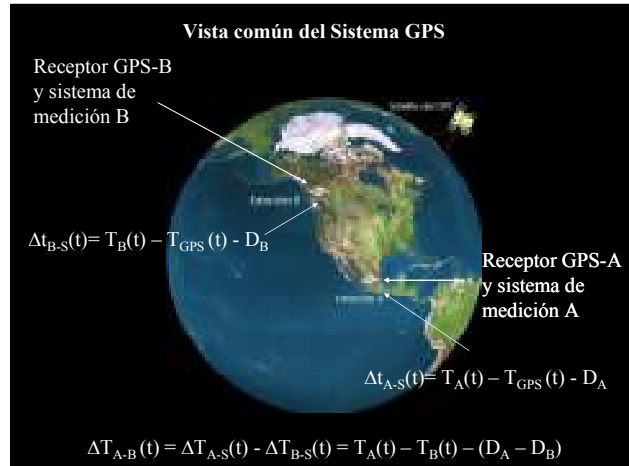 Vista común del Sistema GPS
Receptor GPS-B
y sistema de
medición B
Δt_B-S(t)= T_B(t) – T_GPS (t) - D_B
Receptor GPS-A
y sistema de
medición A
Δt_A-S(t)= T_A(t) – T_GPS(t) - D_A
ΔT_A-B (t) = ΔT_A-S(t) - ΔT_B-S(t) = T_A(t) – T_B(t) – (D_A – D_B)